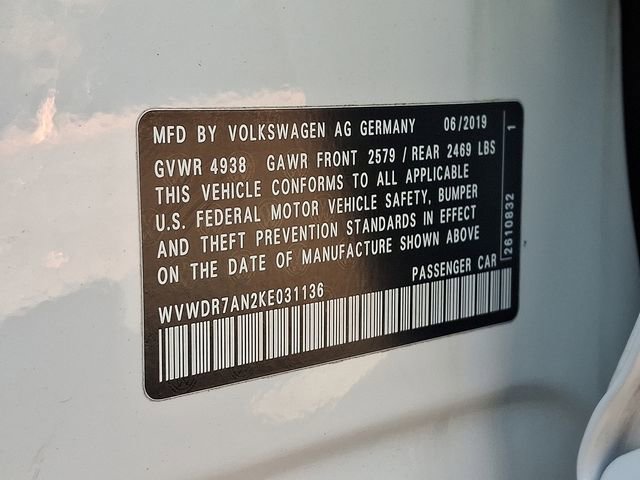 MFD BY VOLKSWAGEN AG GERMANY 06/2019
GVWR 4938 GAWR FRONT 2579 / REAR 2469 LBS
THIS VEHICLE CONFORMS TO ALL APPLICABLE
U.S. FEDERAL MOTOR VEHICLE SAFETY, BUMPER
AND THEFT PREVENTION STANDARDS IN EFFECT
ON THE DATE OF MANUFACTURE SHOWN ABOVE
PASSENGER CAR
WVWDR7AN2KE031136
2610832 1